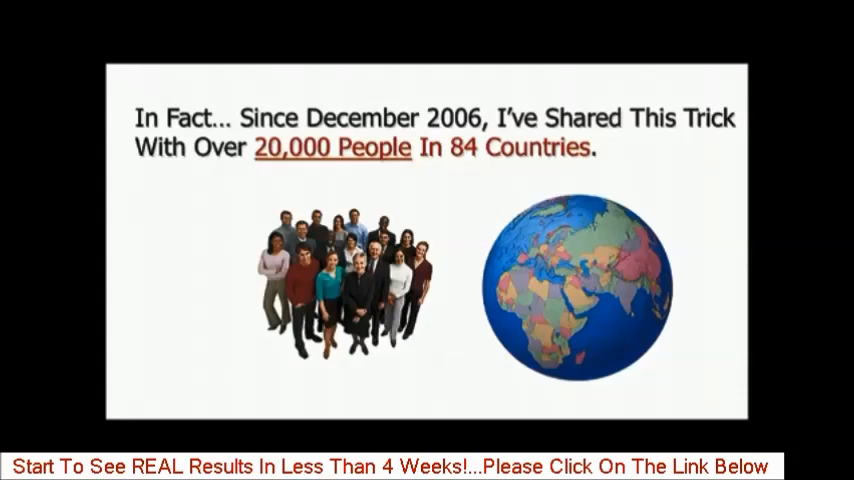 In Fact... Since December 2006, I've Shared This Trick
With Over 20,000 People In 84 Countries.
Start To See REAL Results In Less Than 4 Weeks!...Please Click On The Link Below